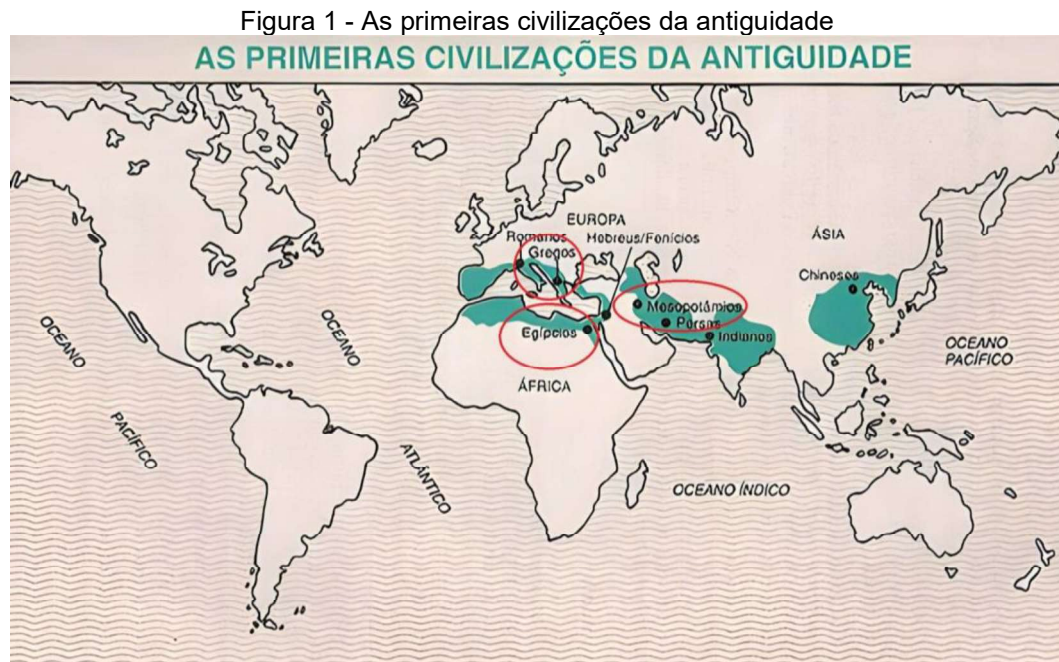 Figura 1 - As primeiras civilizações da antiguidade
AS PRIMEIRAS CIVILIZAÇÕES DA ANTIGUIDADE
EUROPA
Romanos
Hebreus/Fenícios
Gregos
ÁSIA
Chineses
Mesopotâmios
Persas
Egípcios
Indianos
OCEANO
OCEANO
OCEANO
PACÍFICO
ÁFRICA
PACÍFICO
ATLÂNTICO
OCEANO ÍNDICO